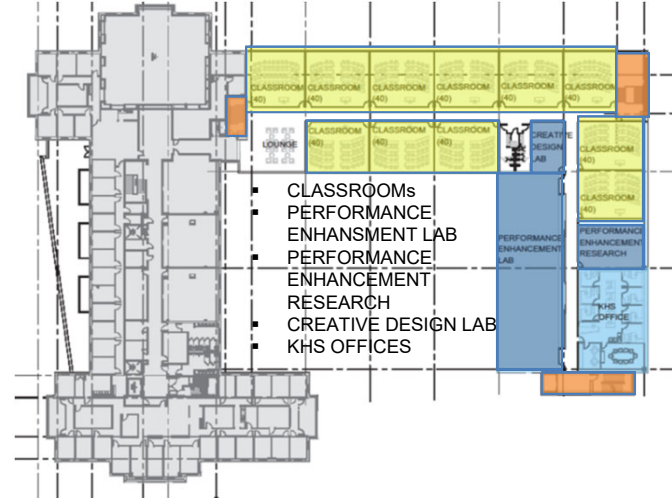 CLASSROOM
(40)
CLASSROOM
(40)
CLASSROOM
(40)
CLASSROOM
(40)
CLASSROOM
(40)
CLASSROOM
(40)
LOUNGE
CLASSROOM
(40)
CLASSROOM
(40)
CLASSROOM
(40)
CREATIVE
DESIGN
LAB
CLASSROOM
(40)
CLASSROOM
(40)
▪ CLASSROOMs
▪ PERFORMANCE
ENHANSMENT LAB
▪ PERFORMANCE
ENHANCEMENT
RESEARCH
▪ CREATIVE DESIGN LAB
▪ KHS OFFICES
PERFORMANCE
ENHANCEMENT
LAB
PERFORMANCE
ENHANCEMENT
RESEARCH
KHS
OFFICE